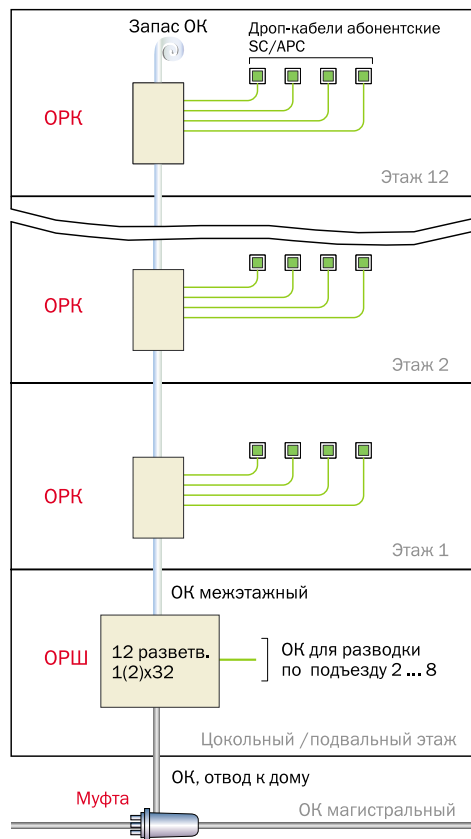 Запас ОК
Дроп-кабели абонентские
SC/APC
ОРК
Этаж 12
ОРК
Этаж 2
ОРК
Этаж 1
ОК межэтажный
ОРШ
12 разветв.
1(2)x32
ОК для разводки
по подъезду 2 ... 8
Цокольный /подвальный этаж
ОК, отвод к дому
Муфта
ОК магистральный